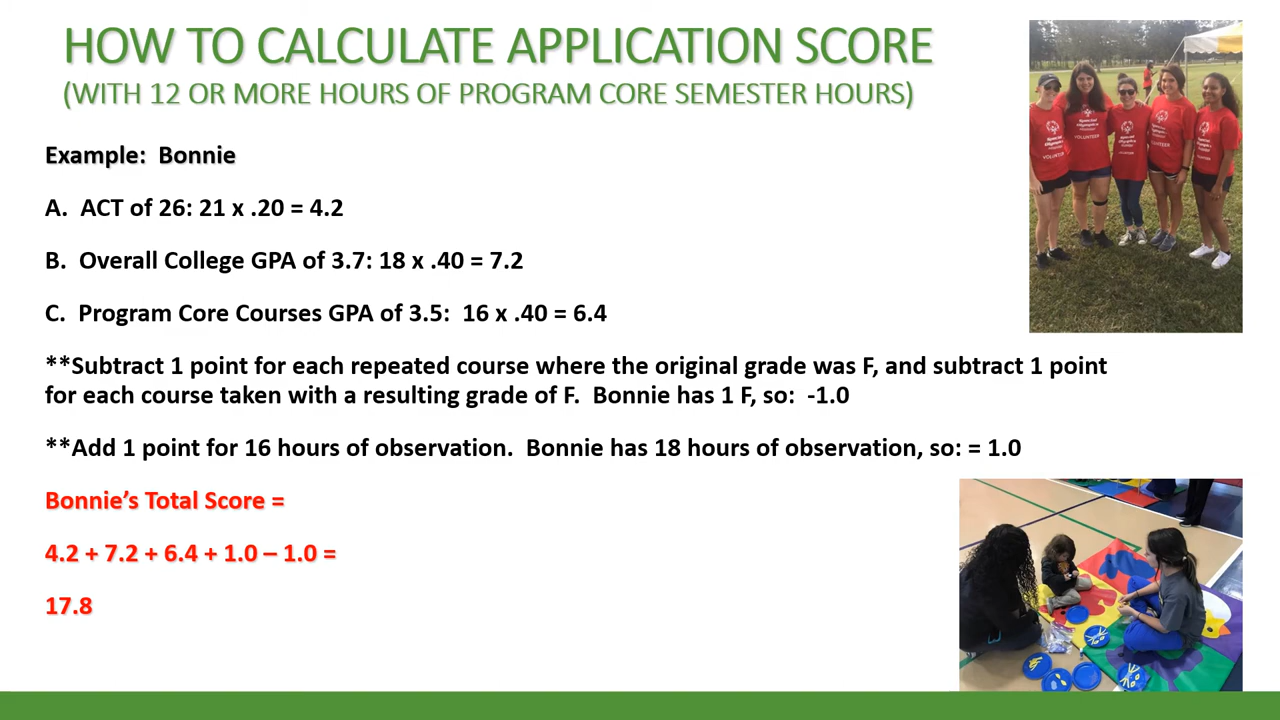 HOW TO CALCULATE APPLICATION SCORE
(WITH 12 OR MORE HOURS OF PROGRAM CORE SEMESTER HOURS)
Example:  Bonnie
A.  ACT of 26: 21 x .20 = 4.2
B.  Overall College GPA of 3.7: 18 x .40 = 7.2
C.  Program Core Courses GPA of 3.5:  16 x .40 = 6.4
**Subtract 1 point for each repeated course where the original grade was F, and subtract 1 point
for each course taken with a resulting grade of F.  Bonnie has 1 F, so:  -1.0
**Add 1 point for 16 hours of observation.  Bonnie has 18 hours of observation, so: = 1.0
Bonnie’s Total Score =
4.2 + 7.2 + 6.4 + 1.0 – 1.0 =
17.8
VOLUNTEER
VOLUNTEER
VOLUNTEER